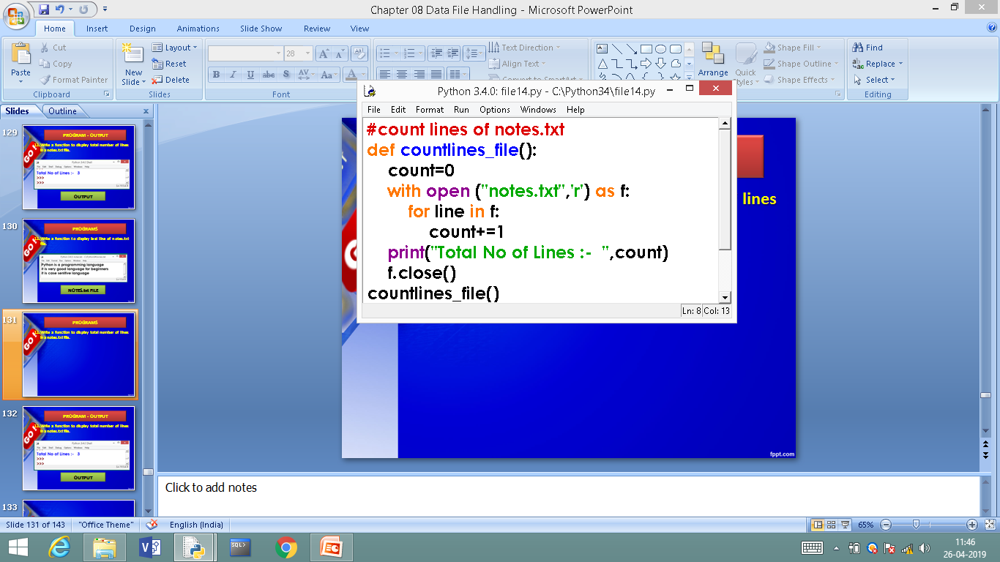 Chapter 08 Data File Handling - Microsoft PowerPoint
Home Insert Design Animations Slide Show Review View
Paste
Cut
Copy
Format Painter
Clipboard
New Slide
Layout
Reset
Delete
Slides
28
B I U abc S AV Aa A
Font
Text Direction
Align Text
Convert to SmartArt
Arrange
Quick Styles
Shape Fill
Shape Outline
Shape Effects
Find
Replace
Select
Editing
Slides Outline
129
PROGRAM - OUTPUT
11. Write a function to display total number of lines
in a notes.txt file.
Total No of Lines :- 3
>>>
>>>
OUTPUT
130
PROGRAMS
11. Write a function to display last line of notes.txt
file.
Python is a programming language
it is very good language for beginners
it is case senitive language
NOTES.txt FILE
131
PROGRAMS
11. Write a function to display total number of lines
in a notes.txt file.
132
PROGRAM - OUTPUT
11. Write a function to display total number of lines
in a notes.txt file.
Total No of Lines :- 3
>>>
>>>
OUTPUT
133
Python 3.4.0: file14.py - C:\Python34\file14.py
File Edit Format Run Options Windows Help
#count lines of notes.txt
def countlines_file():
count=0
with open ("notes.txt",'r') as f:
for line in f:
count+=1
print("Total No of Lines :-  ",count)
f.close()
countlines_file()
Ln: 8 Col: 13
lines
fppt.com
Click to add notes
Slide 131 of 143 "Office Theme" English (India) 65%
SQL>
11:46
26-04-2019